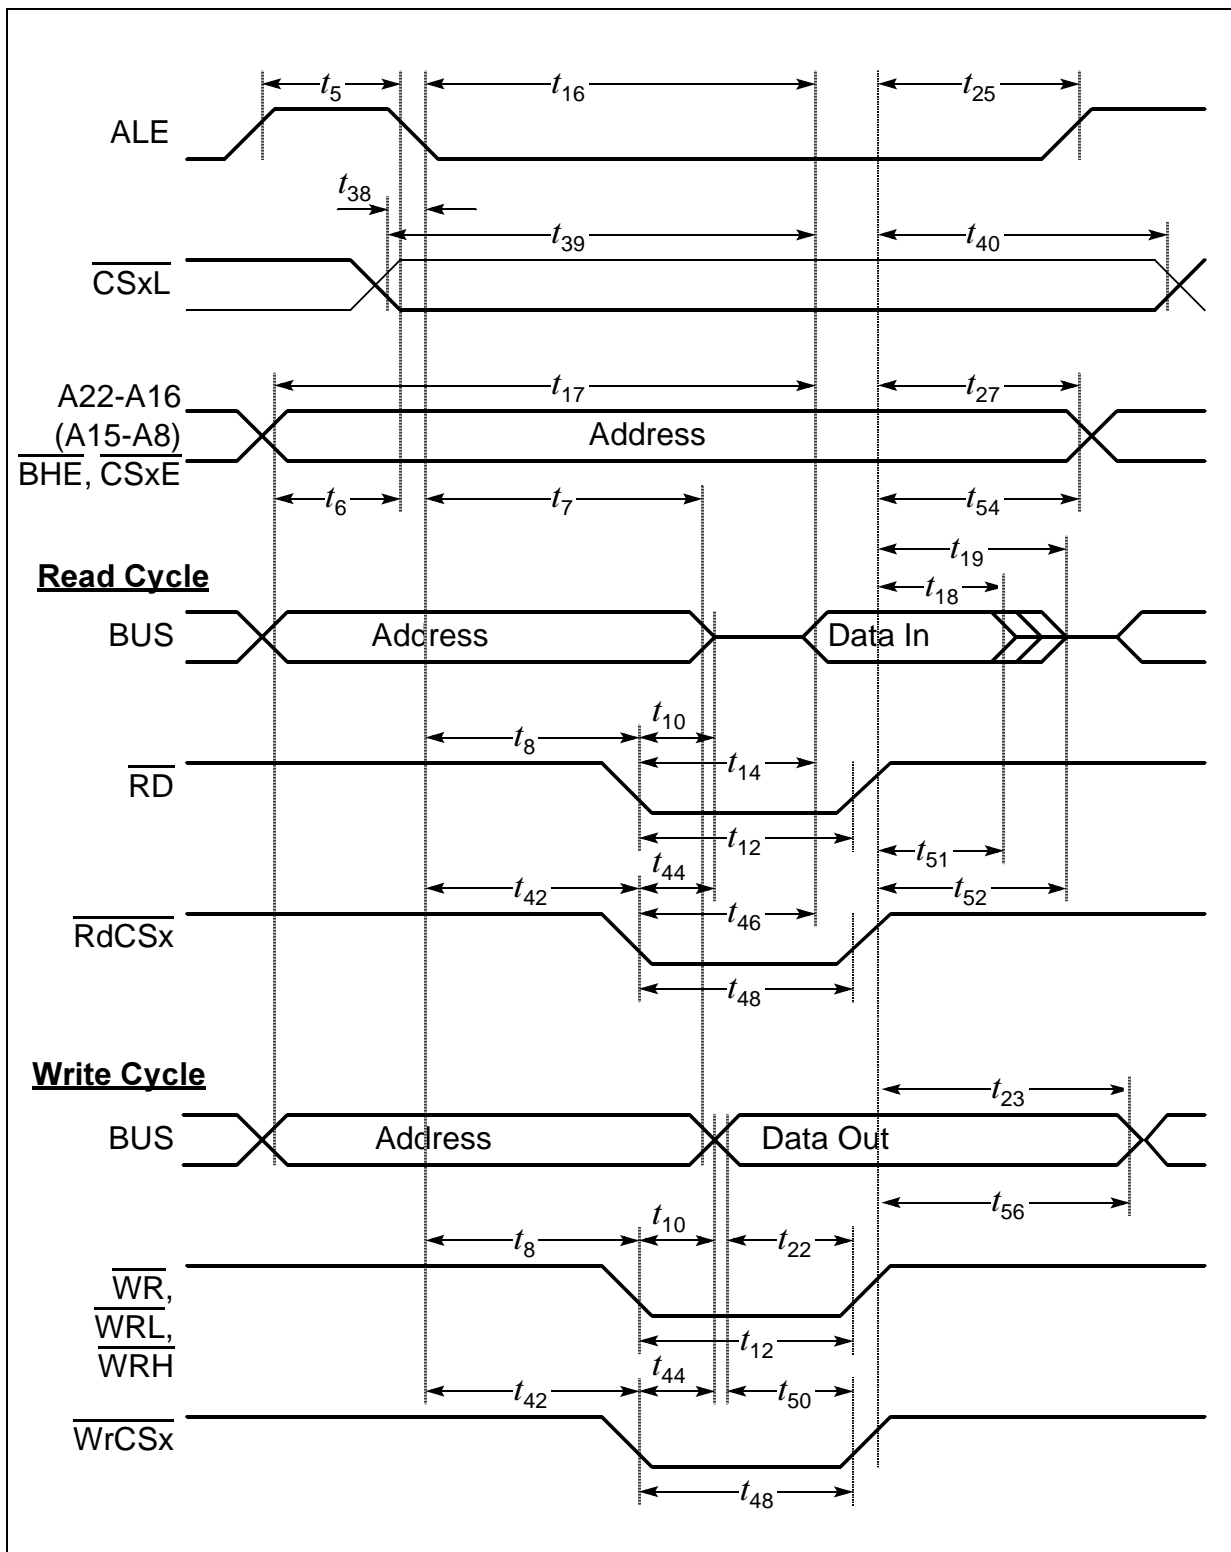 t5
t16
t25
ALE
t38
t39
t40
CSxL
A22-A16
(A15-A8)
BHE, CSxE
t17
t27
Address
t6
t7
t54
t19
t18
Read Cycle
BUS
Address
Data In
t10
t8
t14
RD
t12
t51
t44
t42
t52
t46
RdCSx
t48
Write Cycle
t23
BUS
Address
Data Out
t56
t10
t8
t22
WR,
WRL,
WRH
t12
t44
t42
t50
WrCSx
t48